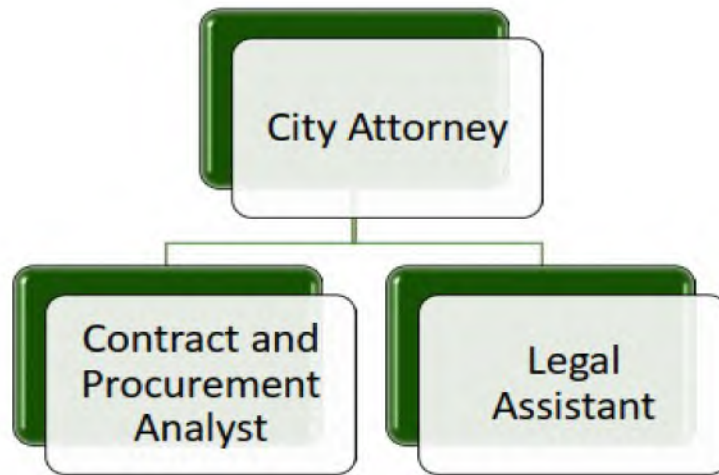 City Attorney
Contract and
Procurement
Analyst
Legal
Assistant